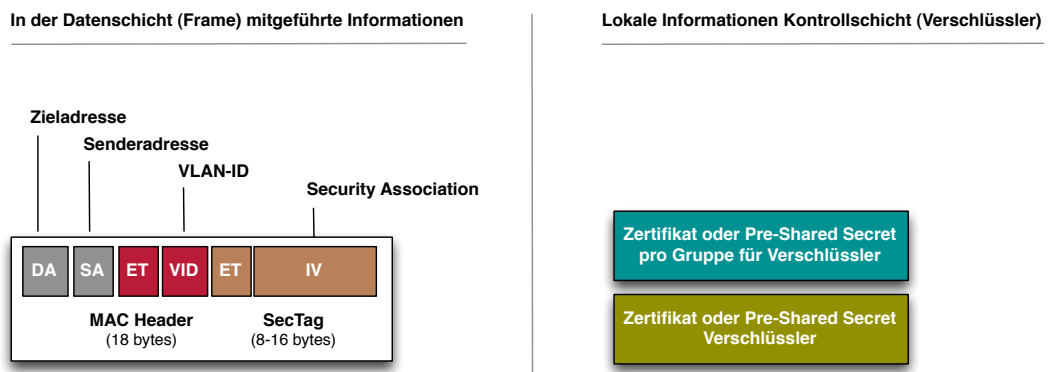 In der Datenschicht (Frame) mitgeführte Informationen
Lokale Informationen Kontrollschicht (Verschlüssler)
Zieladresse
Senderadresse
VLAN-ID
Security Association
DA SA ET VID ET IV
MAC Header
(18 bytes)
SecTag
(8-16 bytes)
Zertifikat oder Pre-Shared Secret
pro Gruppe für Verschlüssler
Zertifikat oder Pre-Shared Secret
Verschlüssler